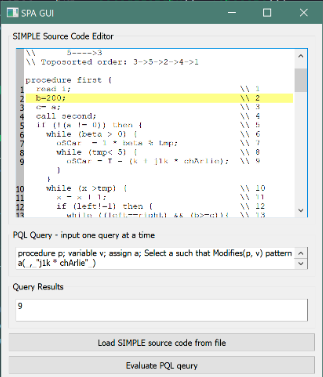 SPA GUI
SIMPLE Source Code Editor
\\ 5---->3
\\ Toposorted order: 3->5->2->4->1
procedure first {
1 read i; \\ 1
2 b=200; \\ 2
3 c= a; \\ 3
4 call second; \\ 4
5 if (!(a != 0)) then { \\ 5
6 while (beta > 0) { \\ 6
7 oSCar = 1 * beta % tmp; \\ 7
8 while (tmp< 5) { \\ 8
9 oSCar = I - (k + j1k * chArlie); \\ 9
}
}
10 while (x >tmp) { \\ 10
11 x = x + 1; \\ 11
12 if (left!=1) then { \\ 12
13 while ((left==right) && (b>=c)){ \\ 13
PQL Query - input one query at a time
procedure p; variable v; assign a; Select a such that Modifies(p, v) pattern
a( _, "j1k * chArlie"_)
Query Results
9
Load SIMPLE source code from file
Evaluate PQL qeury